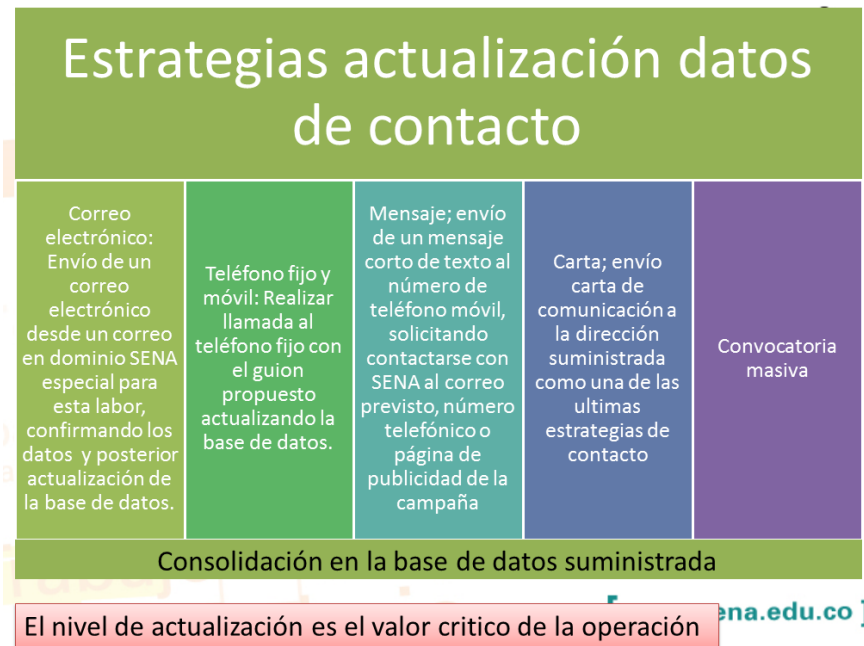 Estrategias actualización datos
de contacto
Correo
electrónico:
Envío de un
correo
electrónico
desde un correo
en dominio SENA
especial para
esta labor,
confirmando los
datos y posterior
actualización de
la base de datos.
Teléfono fijo y
móvil: Realizar
llamada al
teléfono fijo con
el guion
propuesto
actualizando la
base de datos.
Mensaje; envío
de un mensaje
corto de texto al
número de
teléfono móvil,
solicitando
contactarse con
SENA al correo
previsto, número
telefónico o
página de
publicidad de la
campaña
Carta; envío
carta de
comunicación a
la dirección
suministrada
como una de las
ultimas
estrategias de
contacto
Convocatoria
masiva
Consolidación en la base de datos suministrada
ena.edu.co ]
El nivel de actualización es el valor critico de la operación